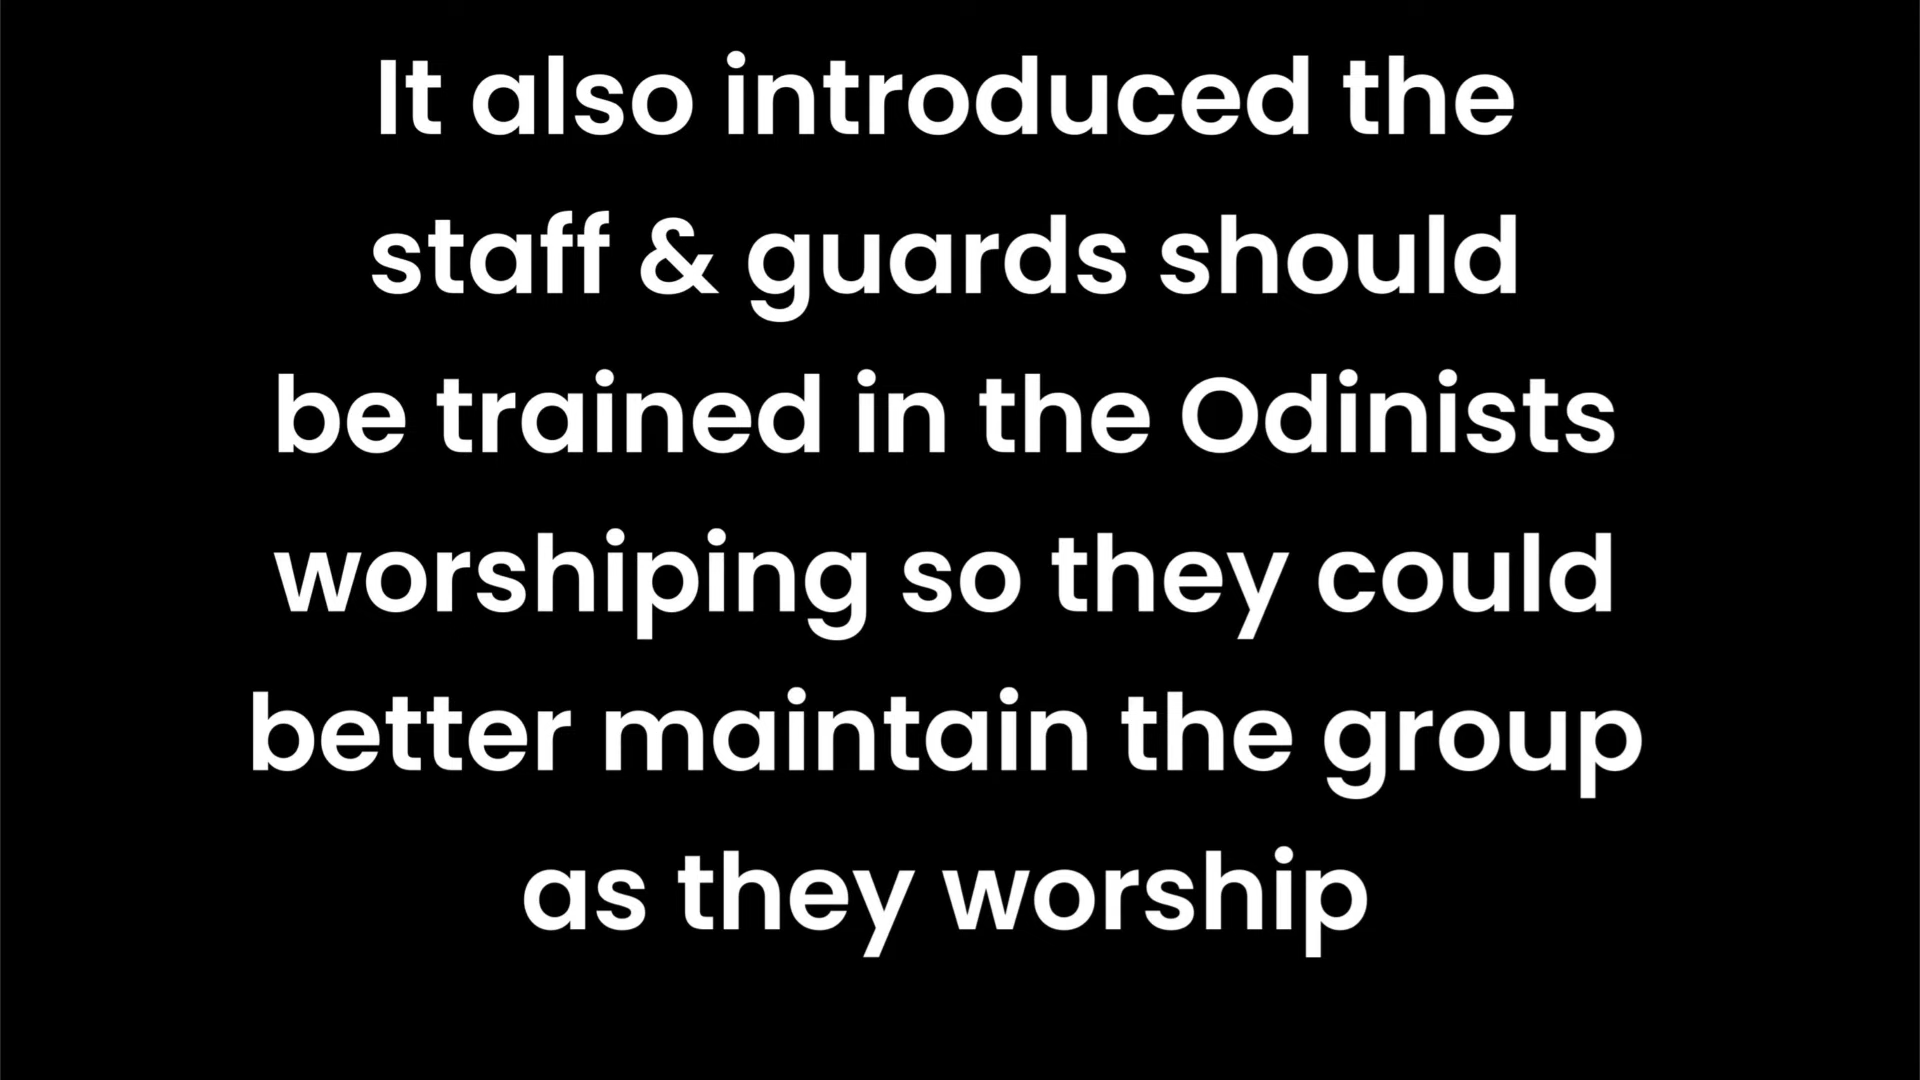 It also introduced the
staff & guards should
be trained in the Odinists
worshiping so they could
better maintain the group
as they worship